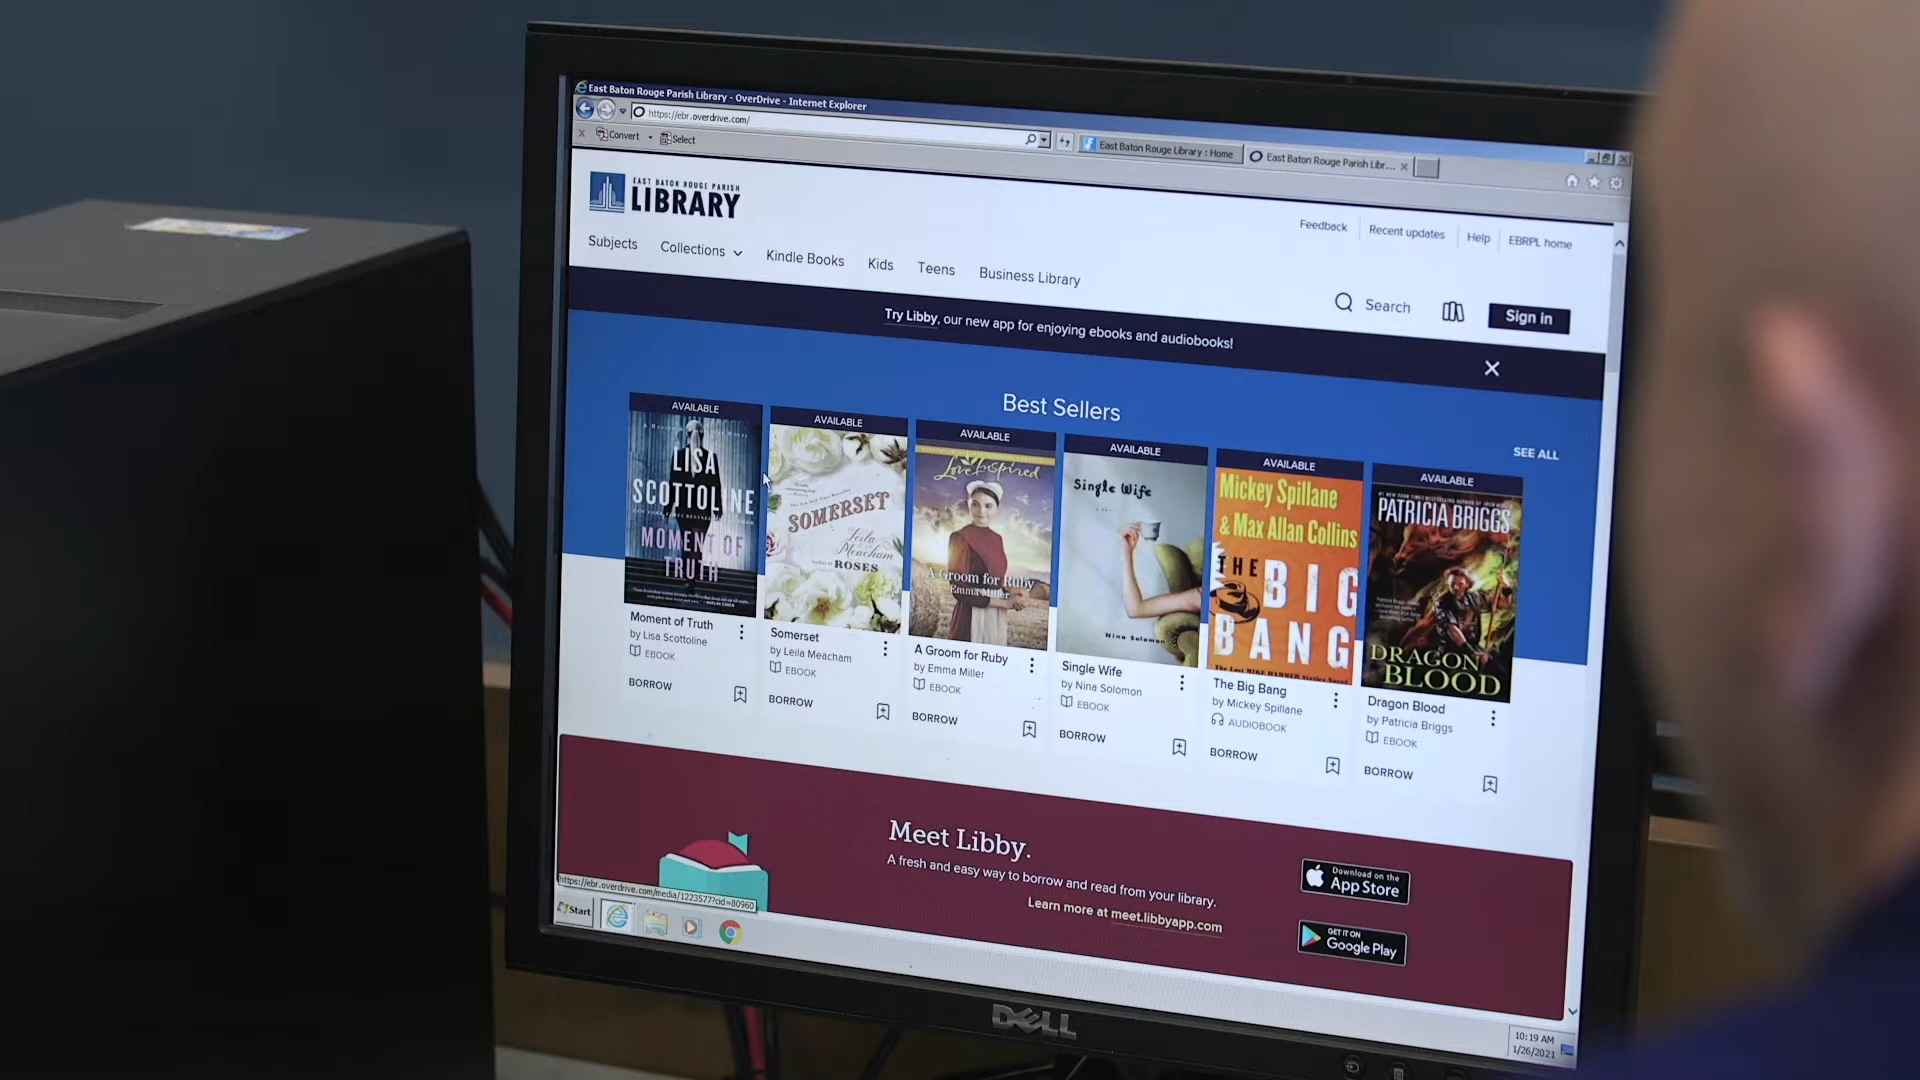 East Baton Rouge Parish Library - OverDrive - Internet Explorer
https://ebr.overdrive.com/
East Baton Rouge Library : Home
East Baton Rouge Parish Libr...
Convert
Select
EAST BATON ROUGE PARISH
LIBRARY
Feedback
Recent updates
Help
EBRPL home
Subjects
Collections
Kindle Books
Kids
Teens
Business Library
Search
Sign in
Try Libby, our new app for enjoying ebooks and audiobooks!
Best Sellers
SEE ALL
AVAILABLE
LISA
SCOTTOLINE
MOMENT OF
TRUTH
Moment of Truth
by Lisa Scottoline
EBOOK
BORROW
AVAILABLE
SOMERSET
Leila
Meacham
ROSES
Somerset
by Leila Meacham
EBOOK
BORROW
AVAILABLE
Love Inspired
A Groom for Ruby
Emma Miller
A Groom for Ruby
by Emma Miller
EBOOK
BORROW
AVAILABLE
Single Wife
Nina Solomon
Single Wife
by Nina Solomon
EBOOK
BORROW
AVAILABLE
Mickey Spillane
& Max Allan Collins
THE BIG
BANG
The Big Bang
by Mickey Spillane
AUDIOBOOK
BORROW
AVAILABLE
PATRICIA BRIGGS
DRAGON
BLOOD
Dragon Blood
by Patricia Briggs
EBOOK
BORROW
Meet Libby.
A fresh and easy way to borrow and read from your library.
Learn more at meet.libbyapp.com
Download on the
App Store
GET IT ON
Google Play
https://ebr.overdrive.com/media/1223577?cid=80960
Start
10:19 AM
1/26/2021
DELL